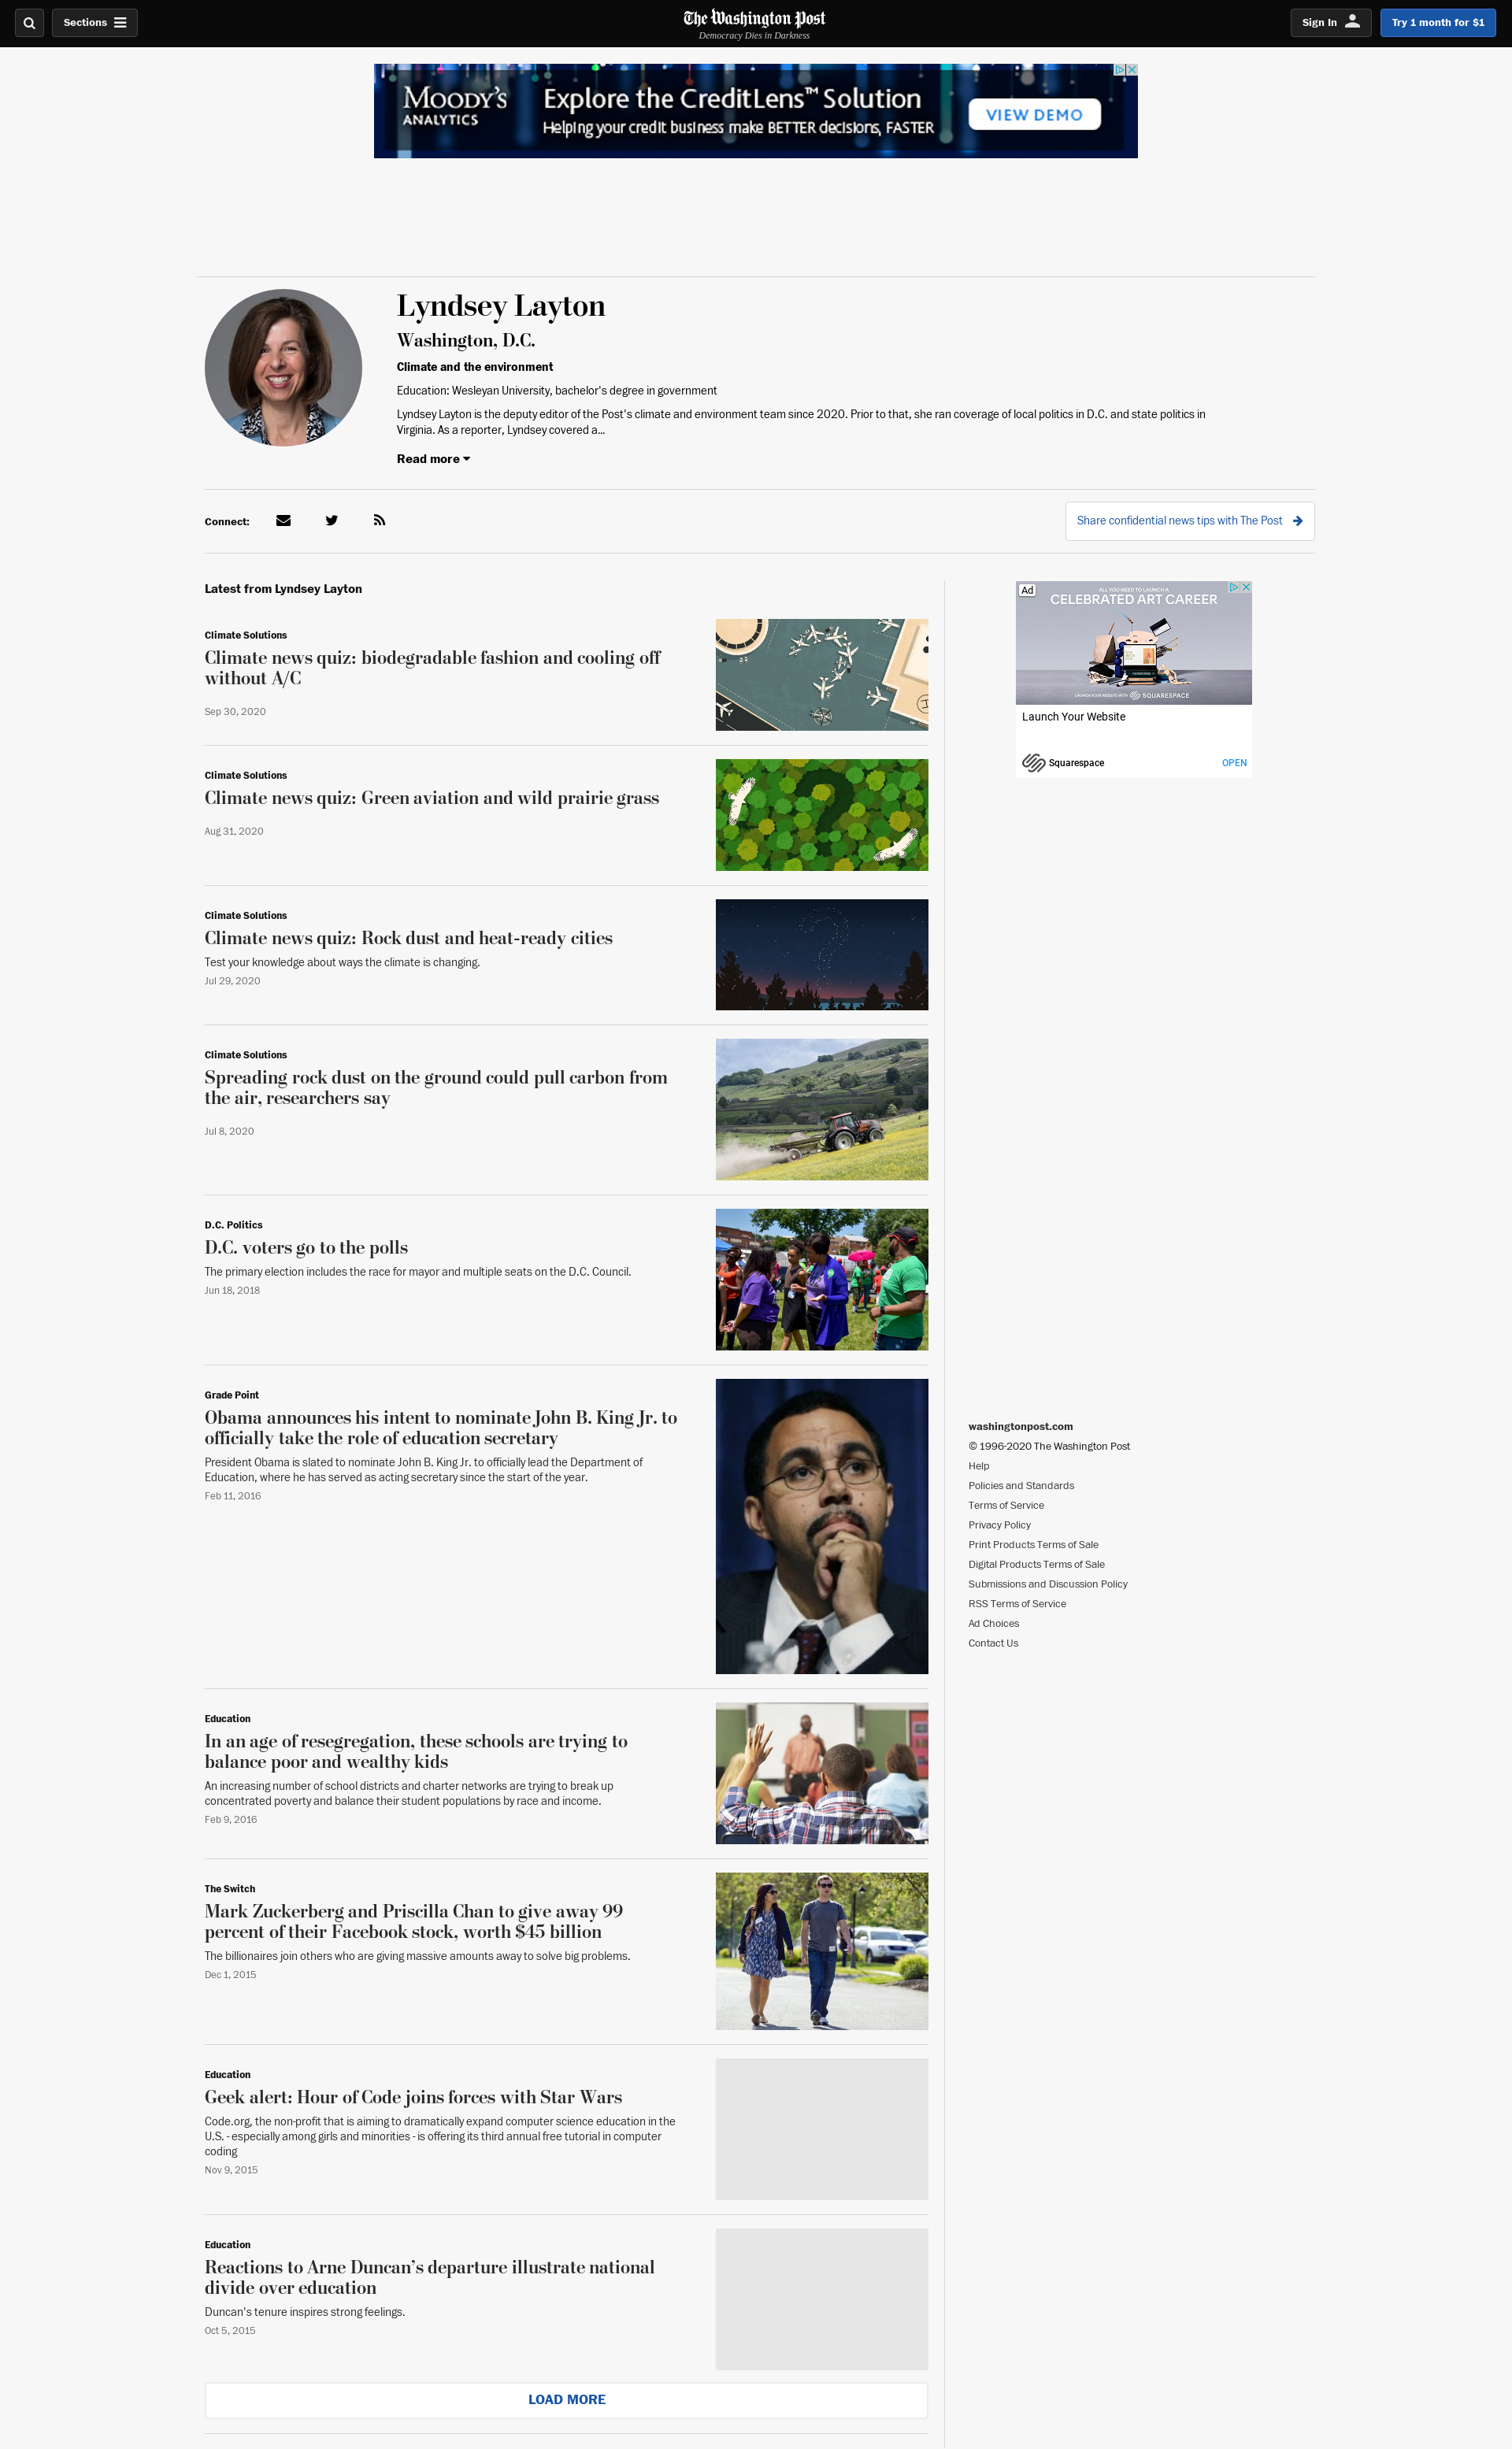 Sections
The Washington Post
Democracy Dies in Darkness
Sign In
Try 1 month for $1
MOODY'S
ANALYTICS
Explore the CreditLens™ Solution
Helping your credit business make BETTER decisions, FASTER
VIEW DEMO
Lyndsey Layton
Washington, D.C.
Climate and the environment
Education: Wesleyan University, bachelor's degree in government
Lyndsey Layton is the deputy editor of the Post's climate and environment team since 2020. Prior to that, she ran coverage of local politics in D.C. and state politics in
Virginia. As a reporter, Lyndsey covered a...
Read more
Connect:
Share confidential news tips with The Post
Latest from Lyndsey Layton
Climate Solutions
Climate news quiz: biodegradable fashion and cooling off
without A/C
Sep 30, 2020
Climate Solutions
Climate news quiz: Green aviation and wild prairie grass
Aug 31, 2020
Climate Solutions
Climate news quiz: Rock dust and heat-ready cities
Test your knowledge about ways the climate is changing.
Jul 29, 2020
Climate Solutions
Spreading rock dust on the ground could pull carbon from
the air, researchers say
Jul 8, 2020
D.C. Politics
D.C. voters go to the polls
The primary election includes the race for mayor and multiple seats on the D.C. Council.
Jun 18, 2018
Grade Point
Obama announces his intent to nominate John B. King Jr. to
officially take the role of education secretary
President Obama is slated to nominate John B. King Jr. to officially lead the Department of
Education, where he has served as acting secretary since the start of the year.
Feb 11, 2016
Education
In an age of resegregation, these schools are trying to
balance poor and wealthy kids
An increasing number of school districts and charter networks are trying to break up
concentrated poverty and balance their student populations by race and income.
Feb 9, 2016
The Switch
Mark Zuckerberg and Priscilla Chan to give away 99
percent of their Facebook stock, worth $45 billion
The billionaires join others who are giving massive amounts away to solve big problems.
Dec 1, 2015
Education
Geek alert: Hour of Code joins forces with Star Wars
Code.org, the non-profit that is aiming to dramatically expand computer science education in the
U.S. - especially among girls and minorities - is offering its third annual free tutorial in computer
coding
Nov 9, 2015
Education
Reactions to Arne Duncan’s departure illustrate national
divide over education
Duncan's tenure inspires strong feelings.
Oct 5, 2015
LOAD MORE
Ad
ALL YOU NEED TO LAUNCH A
CELEBRATED ART CAREER
LAUNCH YOUR WEBSITE WITH SQUARESPACE
Launch Your Website
Squarespace
OPEN
washingtonpost.com
© 1996-2020 The Washington Post
Help
Policies and Standards
Terms of Service
Privacy Policy
Print Products Terms of Sale
Digital Products Terms of Sale
Submissions and Discussion Policy
RSS Terms of Service
Ad Choices
Contact Us